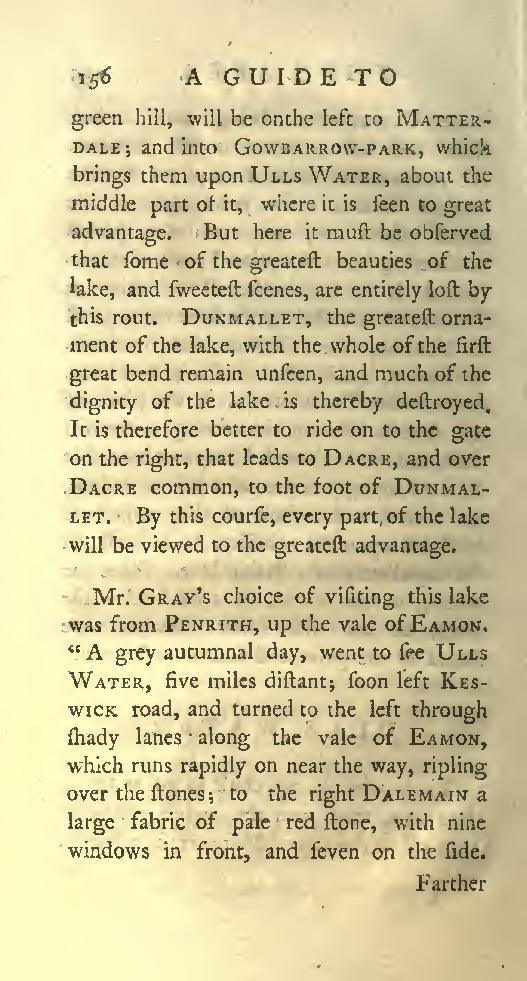 156 A GUIDE TO
green hill, will be onthe left to MATTER-
DALE; and into GOWBARROW-PARK, which
brings them upon ULLS WATER, about the
middle part of it, where it is ſeen to great
advantage. But here it muſt be obſerved
that ſome of the greateſt beauties of the
lake, and ſweeteſt ſcenes, are entirely loſt by
this rout. DUNMALLET, the greateſt orna-
ment of the lake, with the whole of the firſt
great bend remain unſeen, and much of the
dignity of the lake is thereby deſtroyed.
It is therefore better to ride on to the gate
on the right, that leads to DACRE, and over
DACRE common, to the foot of DUNMAL-
LET. By this courſe, every part of the lake
will be viewed to the greateſt advantage.
Mr. GRAY's choice of viſiting this lake
was from PENRITH, up the vale of EAMON.
“A grey autumnal day, went to ſee ULLS
WATER, five miles diſtant; ſoon left KES-
WICK road, and turned to the left through
ſhady lanes along the vale of EAMON,
which runs rapidly on near the way, ripling
over the ſtones; to the right DALEMAIN a
large fabric of pale red ſtone, with nine
windows in front, and ſeven on the ſide.
Farther